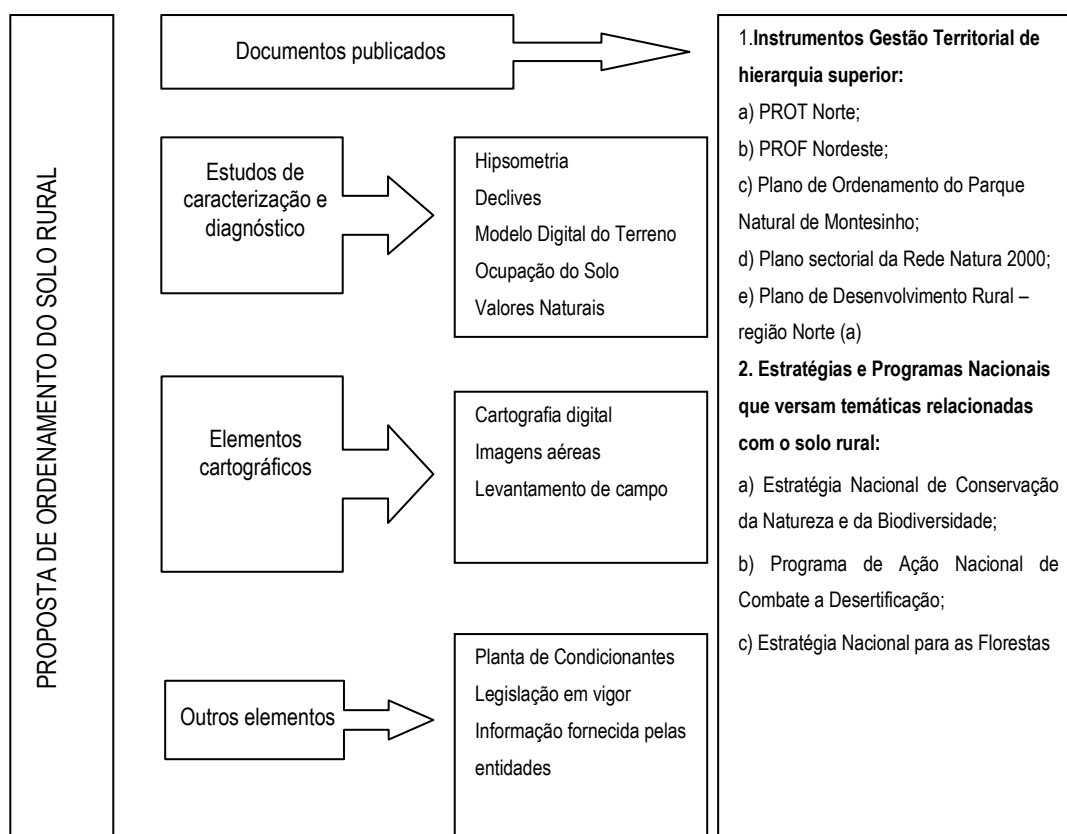 PROPOSTA DE ORDENAMENTO DO SOLO RURAL
Documentos publicados
1.Instrumentos Gestão Territorial de
hierarquia superior:
a) PROT Norte;
b) PROF Nordeste;
c) Plano de Ordenamento do Parque
Natural de Montesinho;
d) Plano sectorial da Rede Natura 2000;
e) Plano de Desenvolvimento Rural –
região Norte (a)
2. Estratégias e Programas Nacionais
que versam temáticas relacionadas
com o solo rural:
a) Estratégia Nacional de Conservação
da Natureza e da Biodiversidade;
b) Programa de Ação Nacional de
Combate a Desertificação;
c) Estratégia Nacional para as Florestas
Estudos de
caracterização e
diagnóstico
Hipsometria
Declives
Modelo Digital do Terreno
Ocupação do Solo
Valores Naturais
Elementos
cartográficos
Cartografia digital
Imagens aéreas
Levantamento de campo
Outros elementos
Planta de Condicionantes
Legislação em vigor
Informação fornecida pelas
entidades